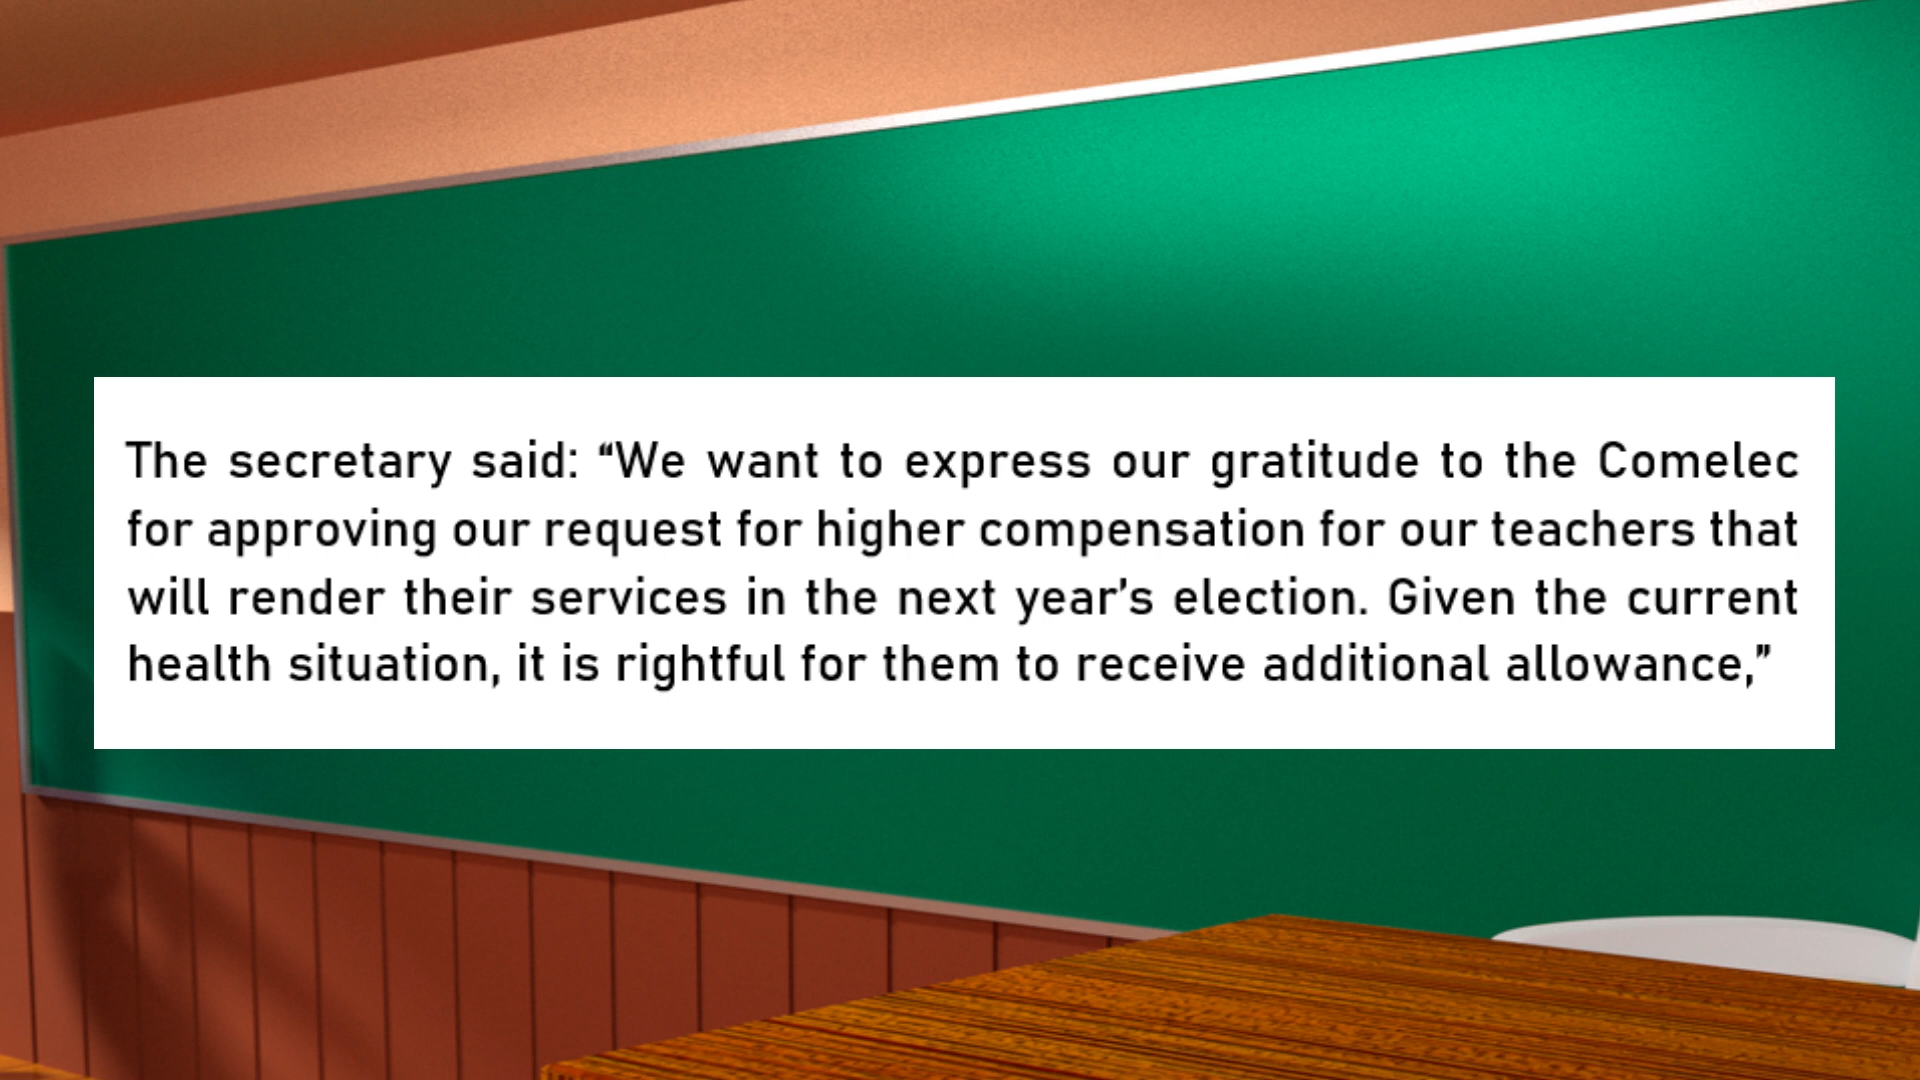 The secretary said: “We want to express our gratitude to the Comelec
for approving our request for higher compensation for our teachers that
will render their services in the next year’s election. Given the current
health situation, it is rightful for them to receive additional allowance,”